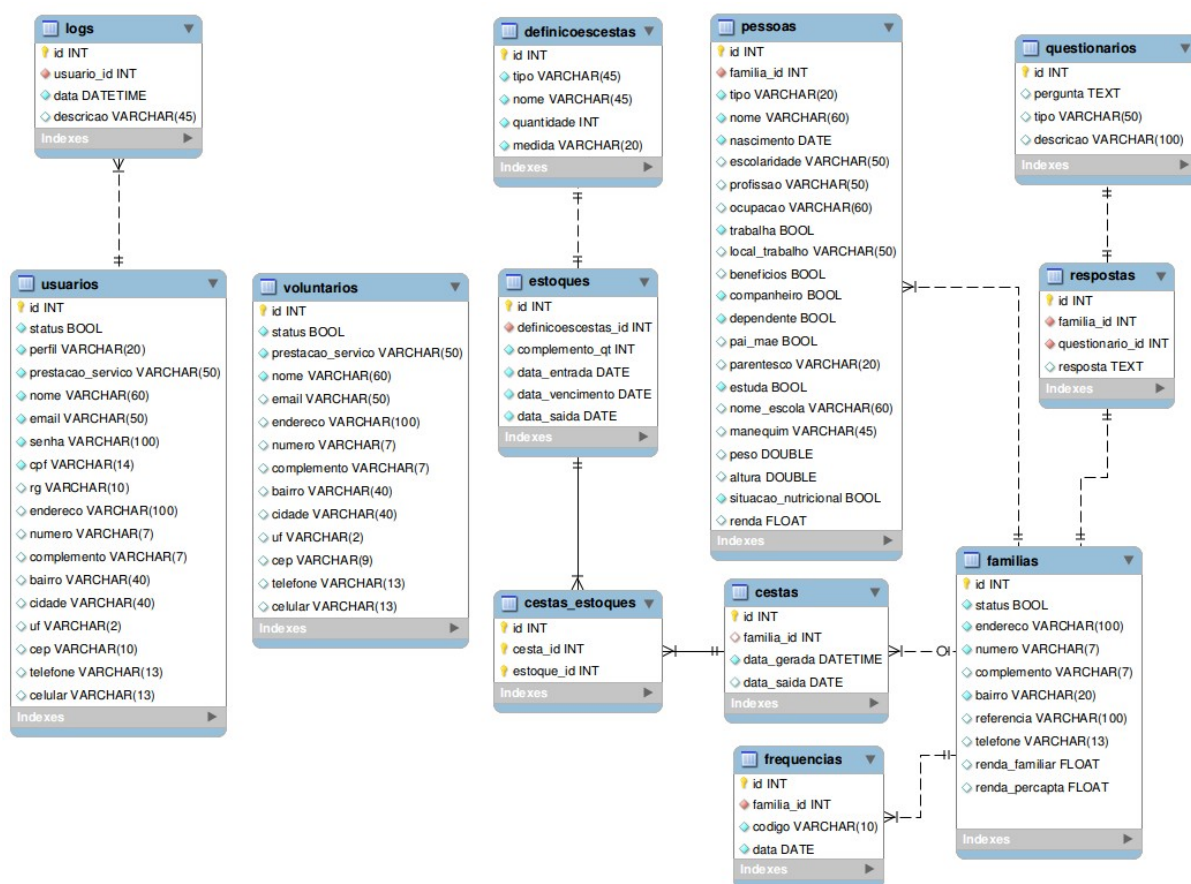 logs
id INT
usuario_id INT
data DATETIME
descricao VARCHAR(45)
Indexes
definicoescestas
id INT
tipo VARCHAR(45)
nome VARCHAR(45)
quantidade INT
medida VARCHAR(20)
Indexes
pessoas
id INT
familia_id INT
tipo VARCHAR(20)
nome VARCHAR(60)
nascimento DATE
escolaridade VARCHAR(50)
profissao VARCHAR(50)
ocupacao VARCHAR(60)
trabalha BOOL
local_trabalho VARCHAR(50)
beneficios BOOL
companheiro BOOL
dependente BOOL
pai_mae BOOL
parentesco VARCHAR(20)
estuda BOOL
nome_escola VARCHAR(60)
manequim VARCHAR(45)
peso DOUBLE
altura DOUBLE
situacao_nutricional BOOL
renda FLOAT
Indexes
questionarios
id INT
pergunta TEXT
tipo VARCHAR(50)
descricao VARCHAR(100)
Indexes
usuarios
id INT
status BOOL
perfil VARCHAR(20)
prestacao_servico VARCHAR(50)
nome VARCHAR(60)
email VARCHAR(50)
senha VARCHAR(100)
cpf VARCHAR(14)
rg VARCHAR(10)
endereco VARCHAR(100)
numero VARCHAR(7)
complemento VARCHAR(7)
bairro VARCHAR(40)
cidade VARCHAR(40)
uf VARCHAR(2)
cep VARCHAR(10)
telefone VARCHAR(13)
celular VARCHAR(13)
Indexes
voluntarios
id INT
status BOOL
prestacao_servico VARCHAR(50)
nome VARCHAR(60)
email VARCHAR(50)
endereco VARCHAR(100)
numero VARCHAR(7)
complemento VARCHAR(7)
bairro VARCHAR(40)
cidade VARCHAR(40)
uf VARCHAR(2)
cep VARCHAR(9)
telefone VARCHAR(13)
celular VARCHAR(13)
Indexes
estoques
id INT
definicoescestas_id INT
complemento_qt INT
data_entrada DATE
data_vencimento DATE
data_saida DATE
Indexes
respostas
id INT
familia_id INT
questionario_id INT
resposta TEXT
Indexes
cestas_estoques
id INT
cesta_id INT
estoque_id INT
Indexes
cestas
id INT
familia_id INT
data_gerada DATETIME
data_saida DATE
Indexes
familias
id INT
status BOOL
endereco VARCHAR(100)
numero VARCHAR(7)
complemento VARCHAR(7)
bairro VARCHAR(20)
referencia VARCHAR(100)
telefone VARCHAR(13)
renda_familiar FLOAT
renda_percapta FLOAT
Indexes
frequencias
id INT
familia_id INT
codigo VARCHAR(10)
data DATE
Indexes